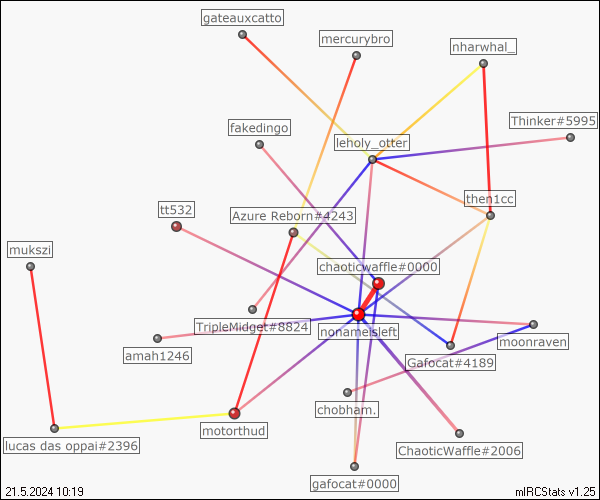 gateauxcatto
mercurybro
nharwhal_
Thinker#5995
fakedingo
leholy_otter
then1cc
tt532
Azure Reborn#4243
mukszi
chaoticwaffle#0000
TripleMidget#8824
nonameisleft
moonraven
amah1246
Gafocat#4189
chobham.
motorthud
lucas das oppai#2396
ChaoticWaffle#2006
gafocat#0000
21.5.2024 10:19
mIRCStats v1.25